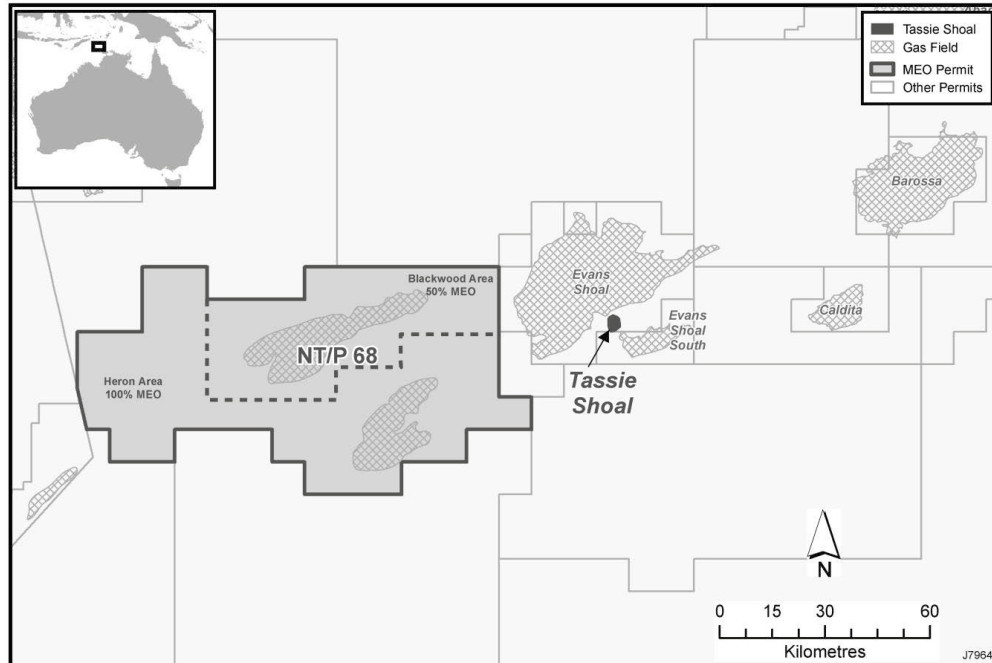 Tassie Shoal
Gas Field
MEO Permit
Other Permits
Barossa
Blackwood Area
50% MEO
Evans
Shoal
Evans
Shoal
South
Caldita
NT/P 68
Heron Area
100% MEO
Tassie
Shoal
N
0 15 30 60
Kilometres
J7964